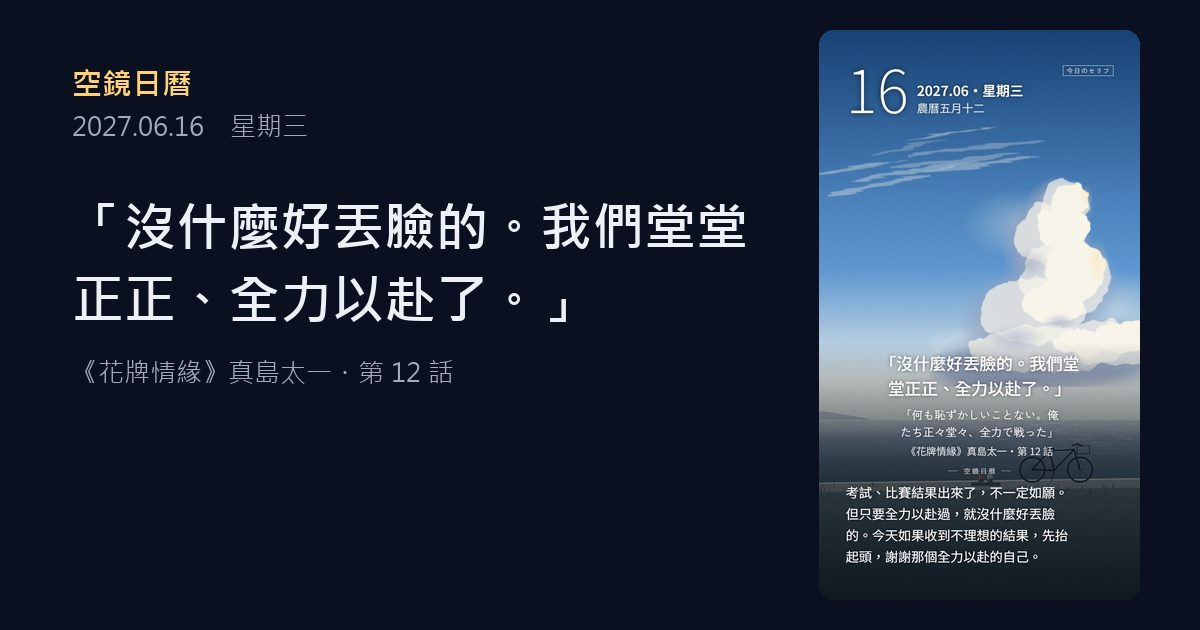 空鏡日曆
2027.06.16 星期三
「沒什麼好丟臉的。我們堂堂
正正、全力以赴了。」
《花牌情緣》真島太一・第 12 話
16
2027.06・星期三
農曆五月十二
今日のセリフ
「沒什麼好丟臉的。我們堂
堂正正、全力以赴了。」
「何も恥ずかしいことない。俺
たち正々堂々、全力で戦った」
《花牌情緣》真島太一・第 12 話
— 空鏡日曆 —
考試、比賽結果出來了，不一定如願。
但只要全力以赴過，就沒什麼好丟臉
的。今天如果收到不理想的結果，先抬
起頭，謝謝那個全力以赴的自己。